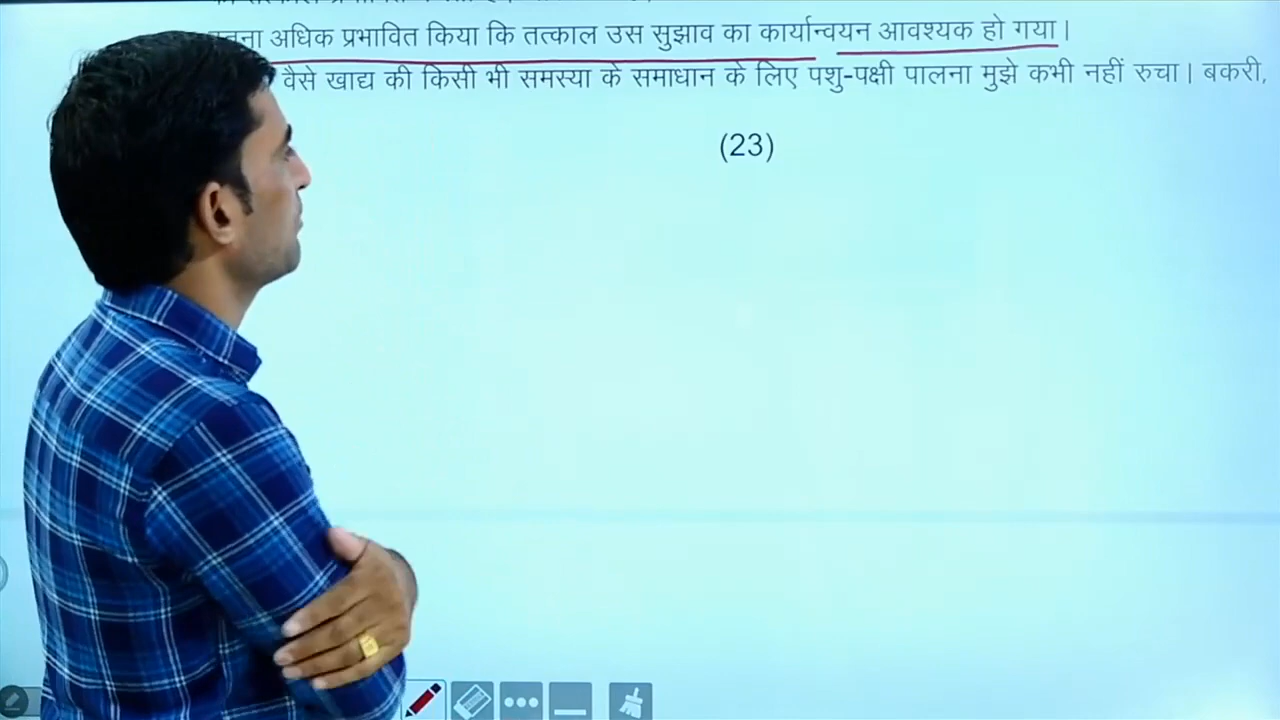 अधिक प्रभावित किया कि तत्काल उस सुझाव का कार्यान्वयन आवश्यक हो गया।
वैसे खाद्य की किसी भी समस्या के समाधान के लिए पशु-पक्षी पालना मुझे कभी नहीं रुचा। बकरी,
(23)